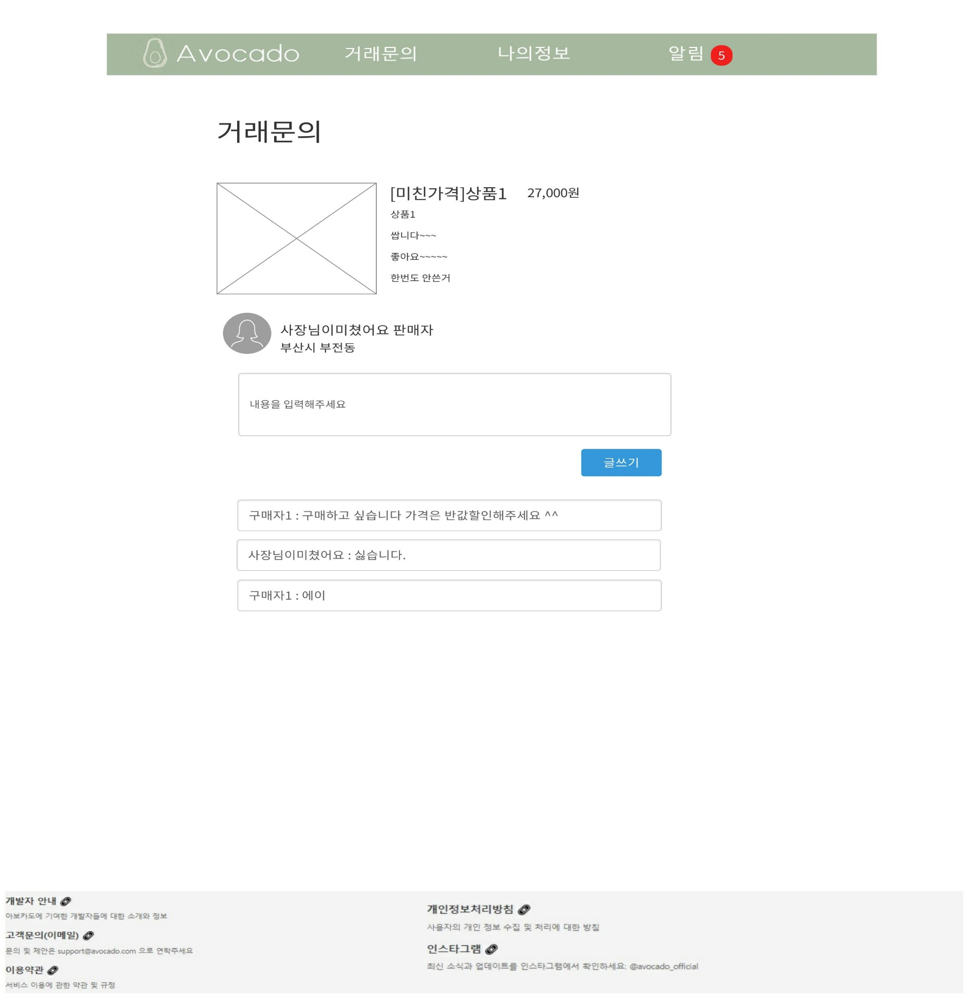 Avocado 거래문의 나의정보 알림 5
거래문의
[미친가격]상품1 27,000원
상품1
쌉니다~~~
좋아요~~~~~
한번도 안쓴거
사장님이미쳤어요 판매자
부산시 부전동
내용을 입력해주세요
글쓰기
구매자1 : 구매하고 싶습니다 가격은 반값할인해주세요 ^^
사장님이미쳤어요 : 싫습니다.
구매자1 : 에이
개발자 안내
아보카도에 기여한 개발자들에 대한 소개와 정보
고객문의(이메일)
문의 및 제안은 support@avocado.com 으로 연락주세요
이용약관
서비스 이용에 관한 약관 및 규정
개인정보처리방침
사용자의 개인 정보 수집 및 처리에 대한 방침
인스타그램
최신 소식과 업데이트를 인스타그램에서 확인하세요: @avocado_official